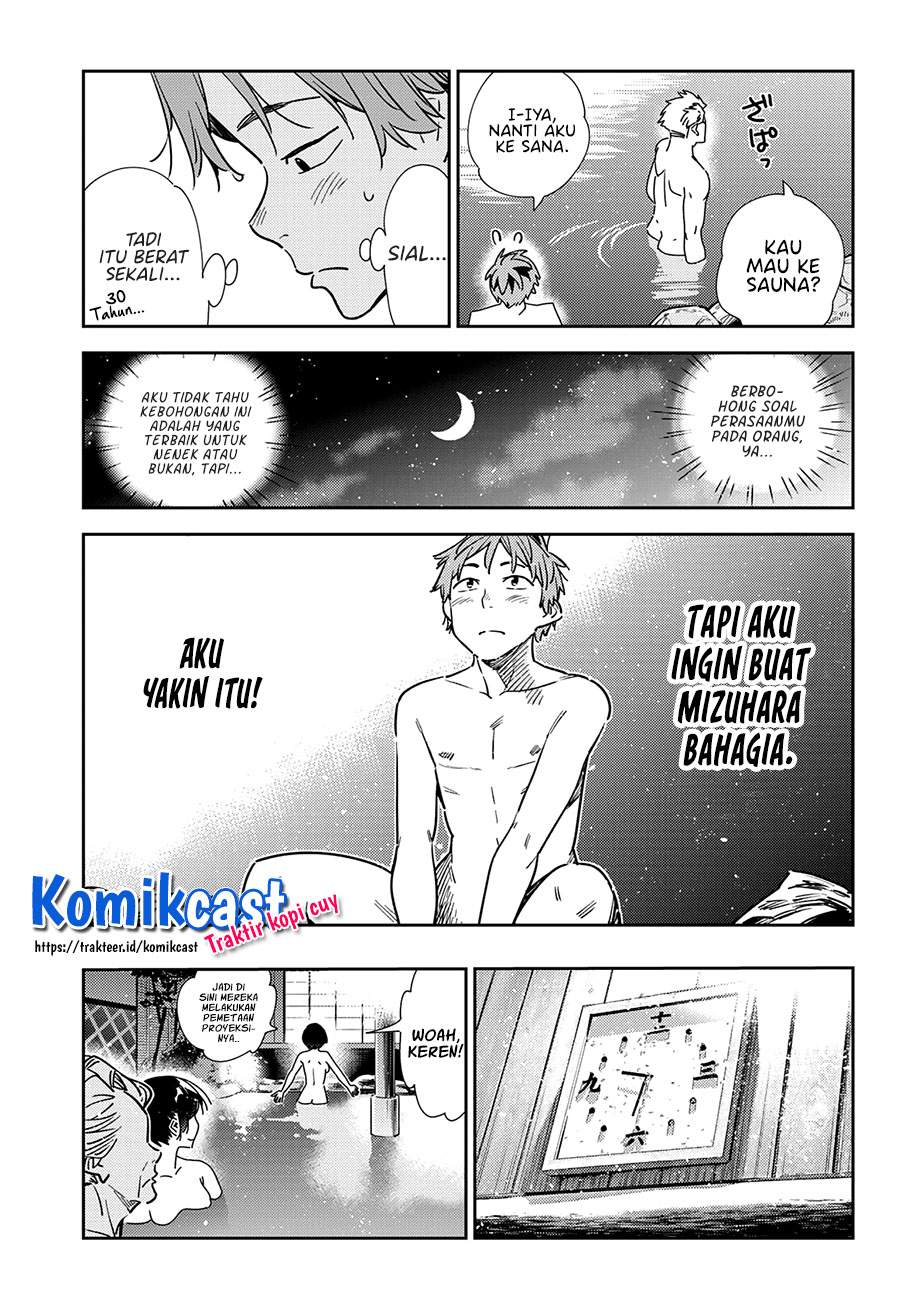 KAU
MAU KE
SAUNA?
ざぱっ
I-IYA,
NANTI AKU
KE SANA.
SIAL...
TADI
ITU BERAT
SEKALI...
30
Tahun...
BERBO-
HONG SOAL
PERASAANMU
PADA ORANG,
YA...
AKU TIDAK TAHU
KEBOHONGAN INI
ADALAH YANG
TERBAIK UNTUK
NENEK ATAU
BUKAN, TAPI...
TAPI AKU
INGIN BUAT
MIZUHARA
BAHAGIA.
AKU
YAKIN ITU!
Komikcast
https://trakteer.id/komikcast
Traktir kopi cuy
十二
三
六
九
WOAH,
KEREN!
JADI DI
SINI MEREKA
MELAKUKAN
PEMETAAN
PROYEKSI-
NYA..